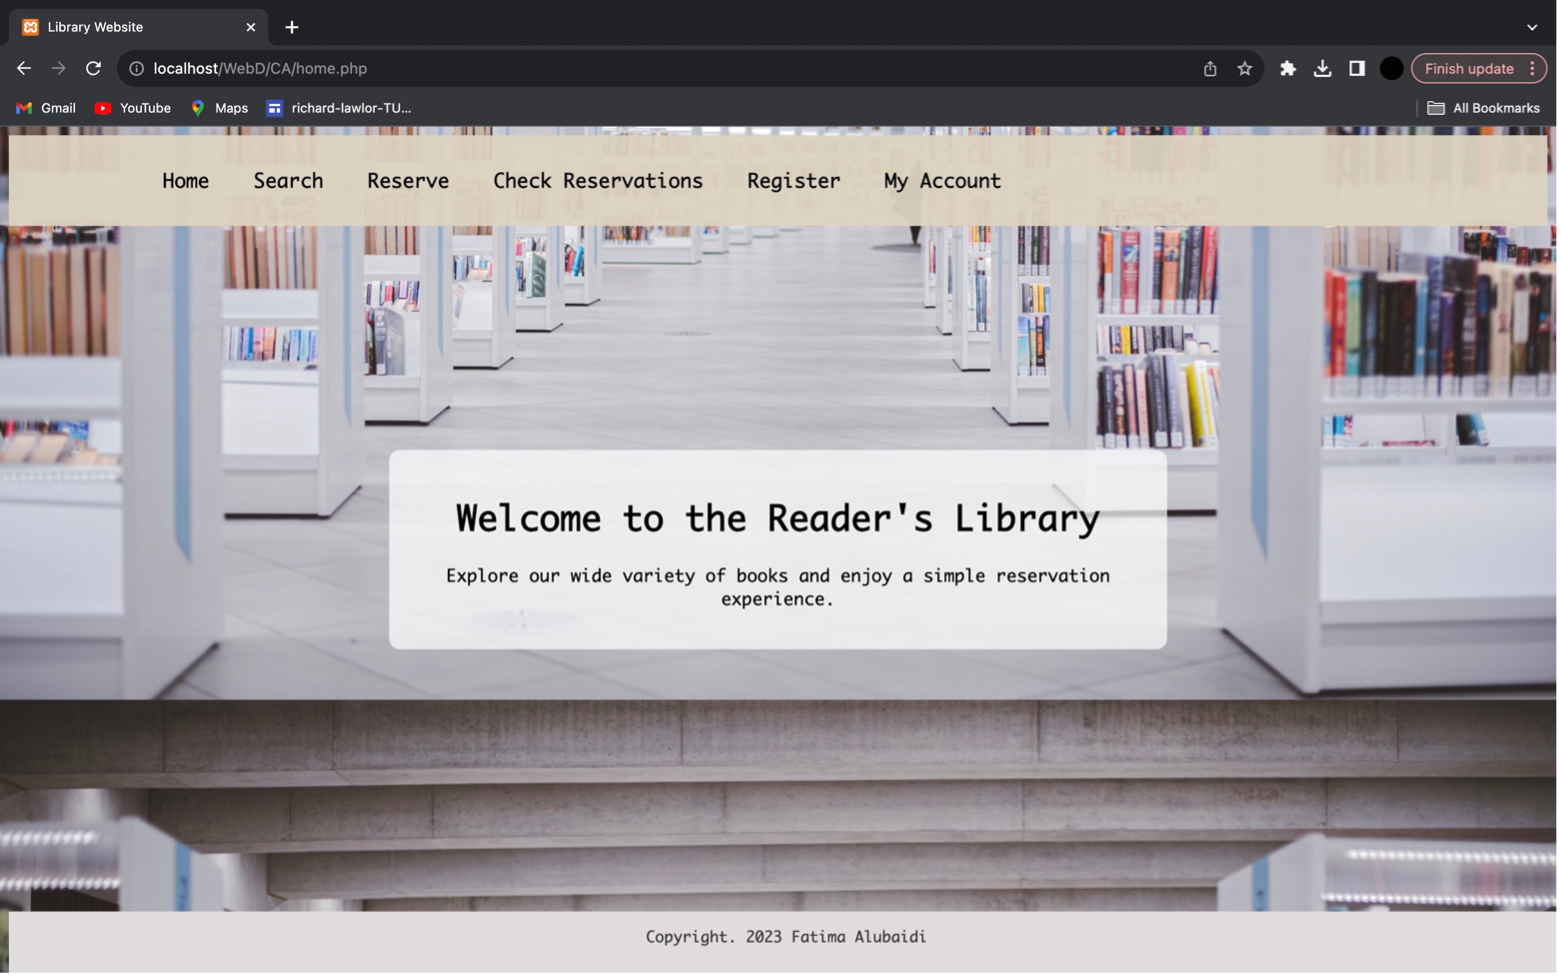 Library Website
localhost/WebD/CA/home.php
Finish update
Gmail YouTube Maps richard-lawlor-TU... All Bookmarks
Home Search Reserve Check Reservations Register My Account
Welcome to the Reader's Library
Explore our wide variety of books and enjoy a simple reservation
experience.
Copyright. 2023 Fatima Alubaidi